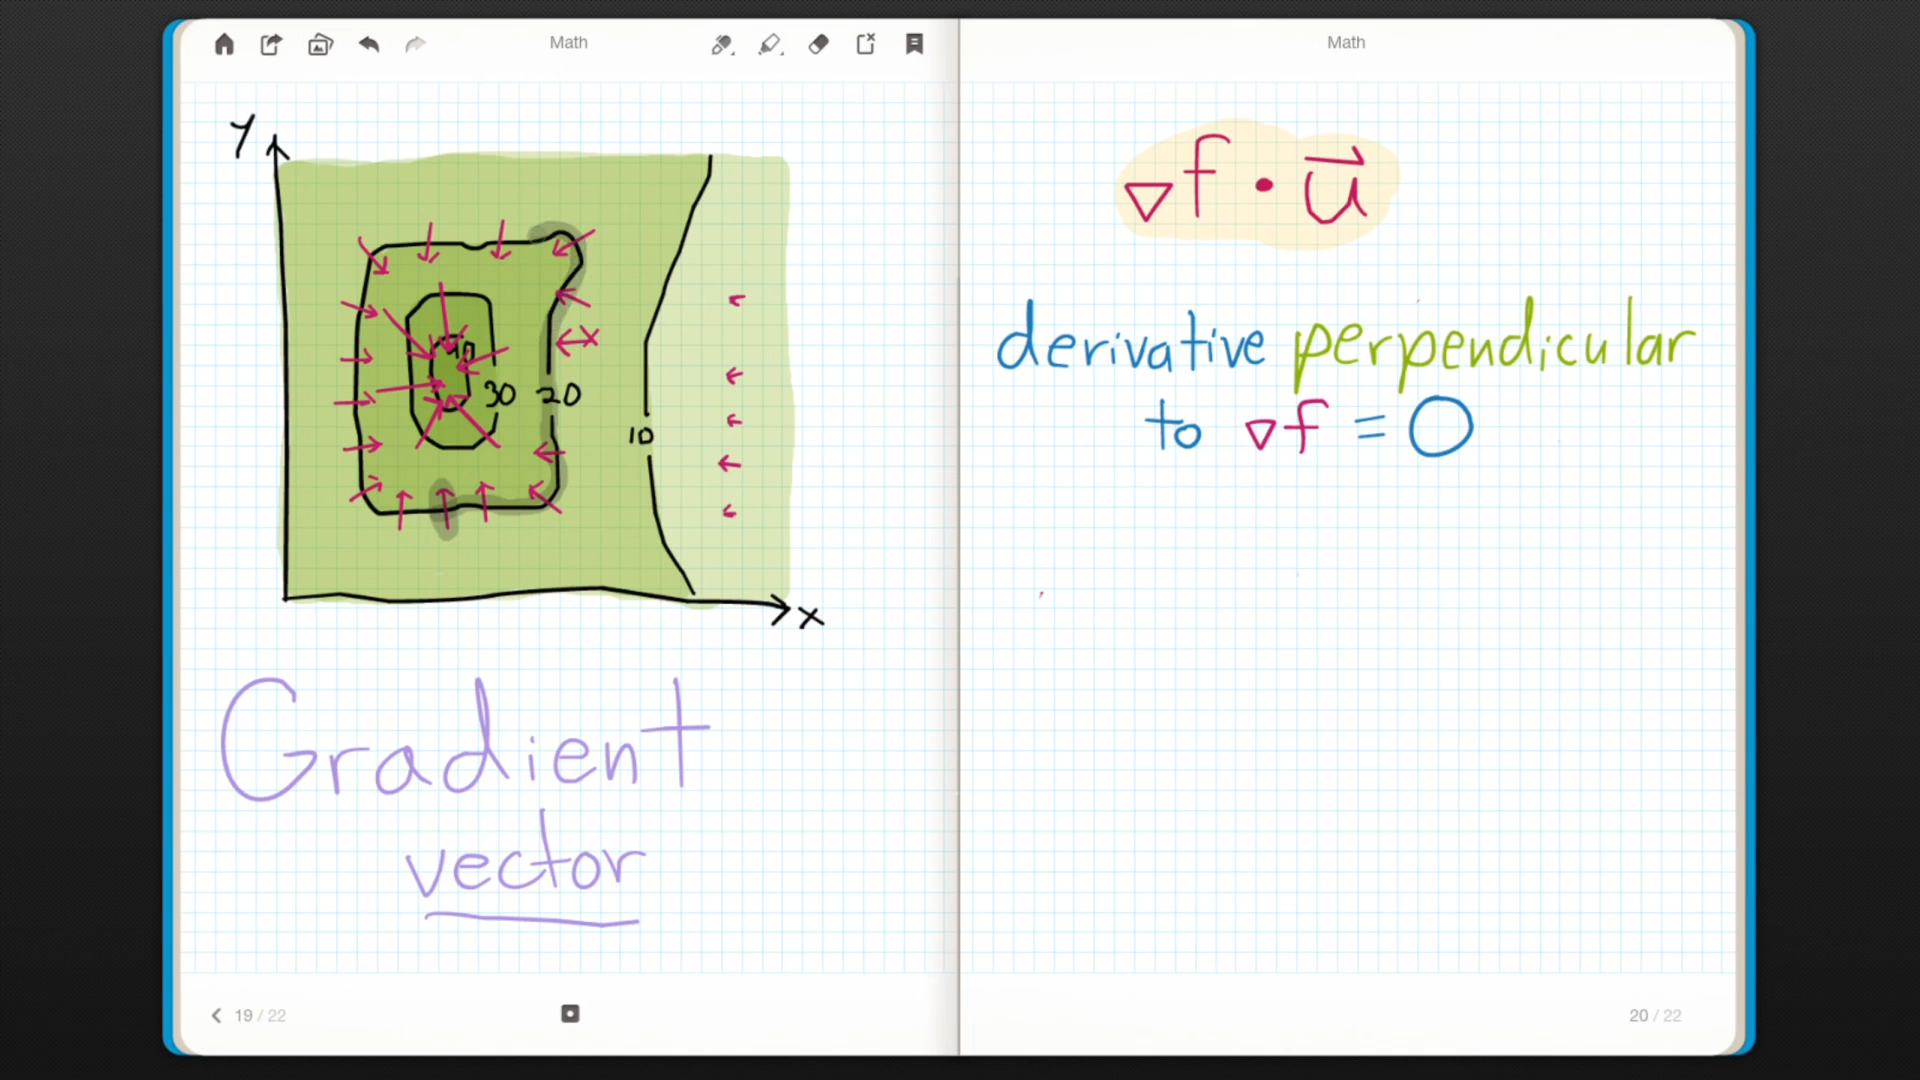 Math
Math
y
40
30
20
10
x
Gradient
vector
19 / 22
∇f · u⃗
derivative perpendicular
to ∇f = 0
20 / 22